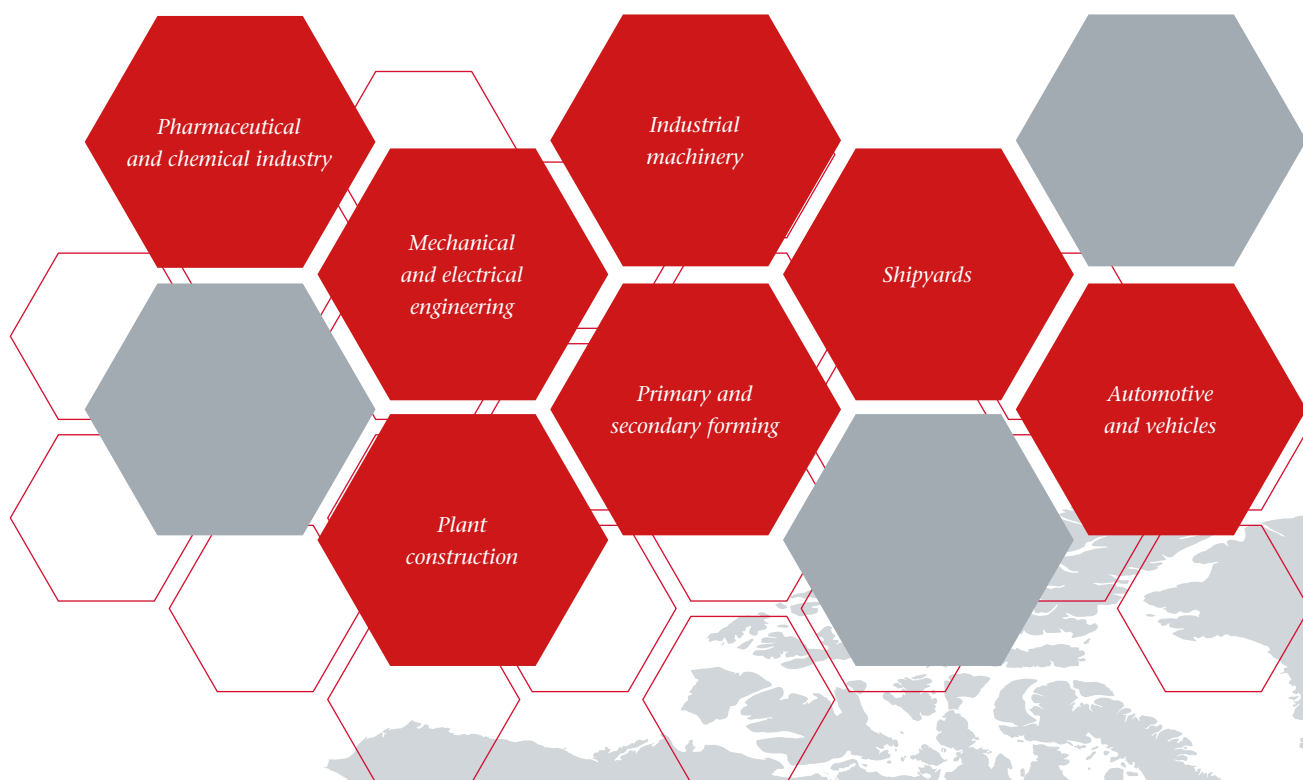 Pharmaceutical
and chemical industry
Industrial
machinery
Mechanical
and electrical
engineering
Shipyards
Primary and
secondary forming
Automotive
and vehicles
Plant
construction